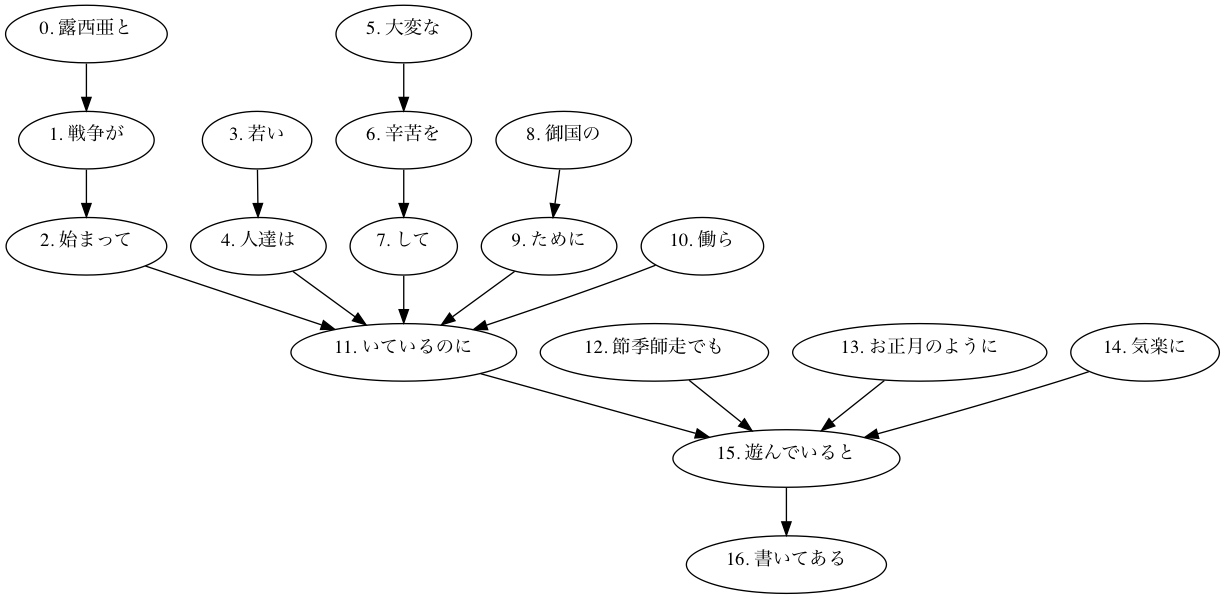 0. 露西亜と
5. 大変な
1. 戦争が
3. 若い
6. 辛苦を
8. 御国の
2. 始まって
4. 人達は
7. して
9. ために
10. 働ら
11. いているのに
12. 節季師走でも
13. お正月のように
14. 気楽に
15. 遊んでいると
16. 書いてある